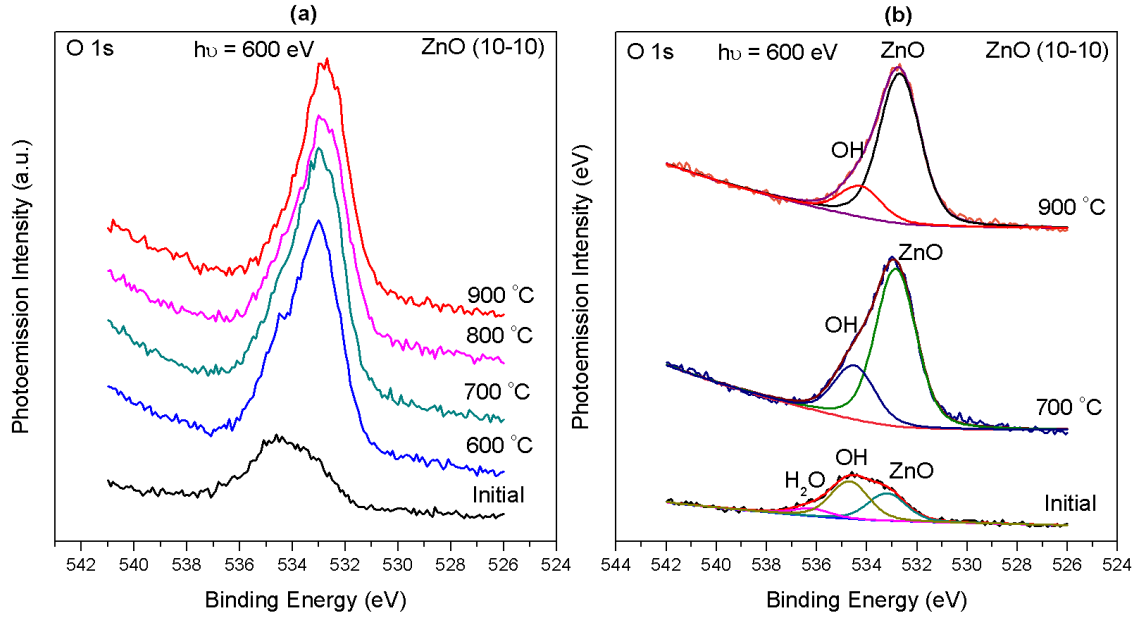 (a)
O 1s
hυ = 600 eV
ZnO (10-10)
900 °C
800 °C
700 °C
600 °C
Initial
542 540 538 536 534 532 530 528 526 524
Binding Energy (eV)
Photoemission Intensity (a.u.)
(b)
O 1s
hυ = 600 eV
ZnO
ZnO (10-10)
OH
900 °C
ZnO
OH
700 °C
H₂O
OH
ZnO
Initial
544 542 540 538 536 534 532 530 528 526 524
Binding Energy (eV)
Photoemission Intensity (eV)